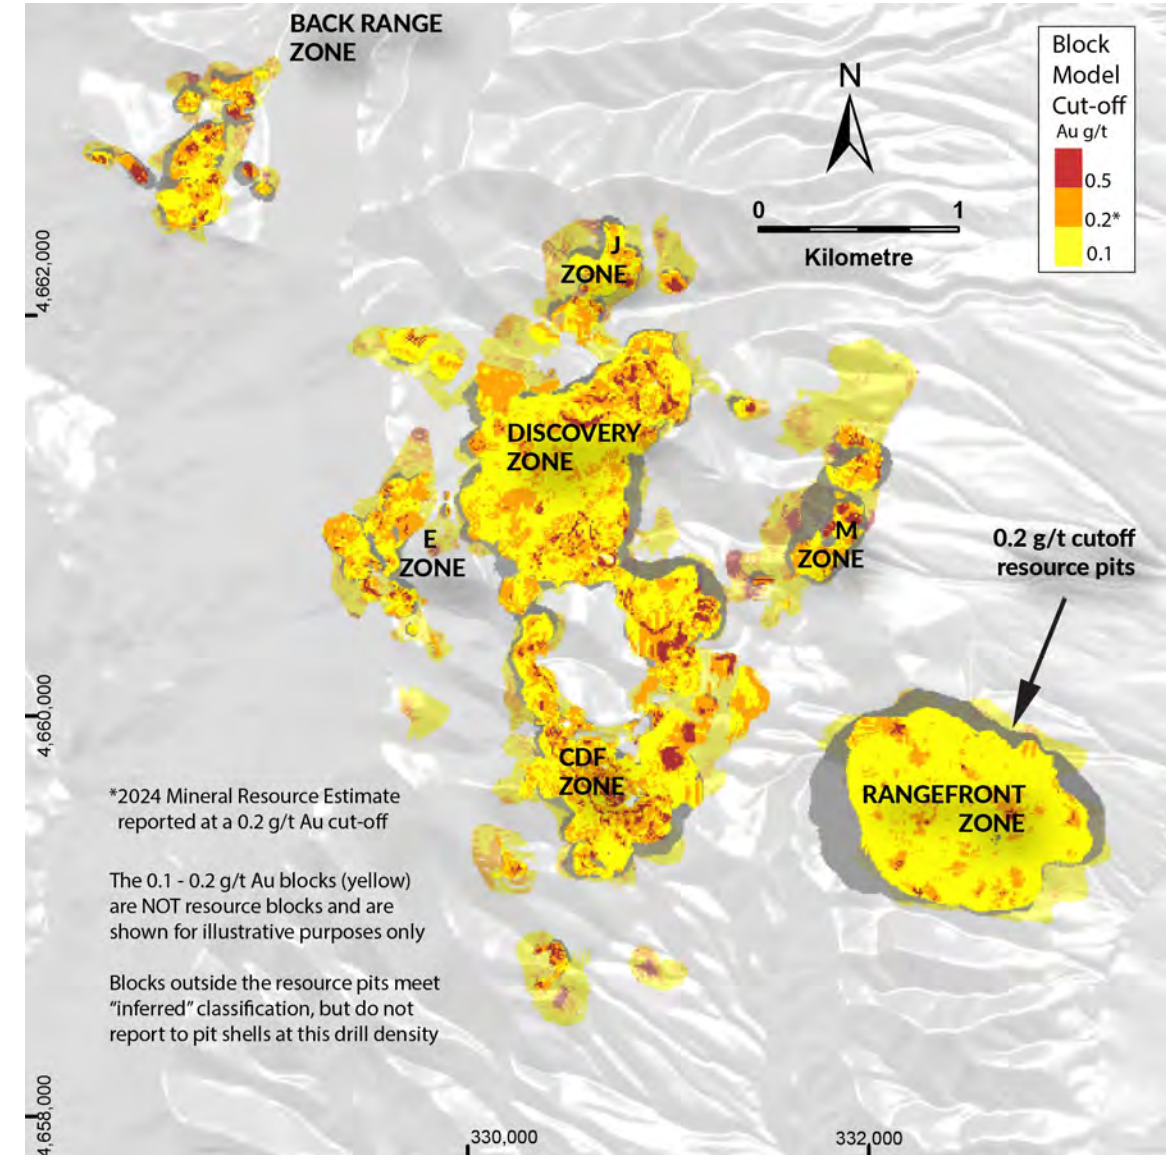 BACK RANGE
ZONE
Block
Model
Cut-off
Au g/t
0.5
0.2*
0.1
N
0 1
Kilometre
4,662,000
J
ZONE
DISCOVERY
ZONE
E
ZONE
M
ZONE
0.2 g/t cutoff
resource pits
4,660,000
CDF
ZONE
RANGEFRONT
ZONE
*2024 Mineral Resource Estimate
reported at a 0.2 g/t Au cut-off
The 0.1 - 0.2 g/t Au blocks (yellow)
are NOT resource blocks and are
shown for illustrative purposes only
Blocks outside the resource pits meet
“inferred” classification, but do not
report to pit shells at this drill density
4,658,000
330,000
332,000